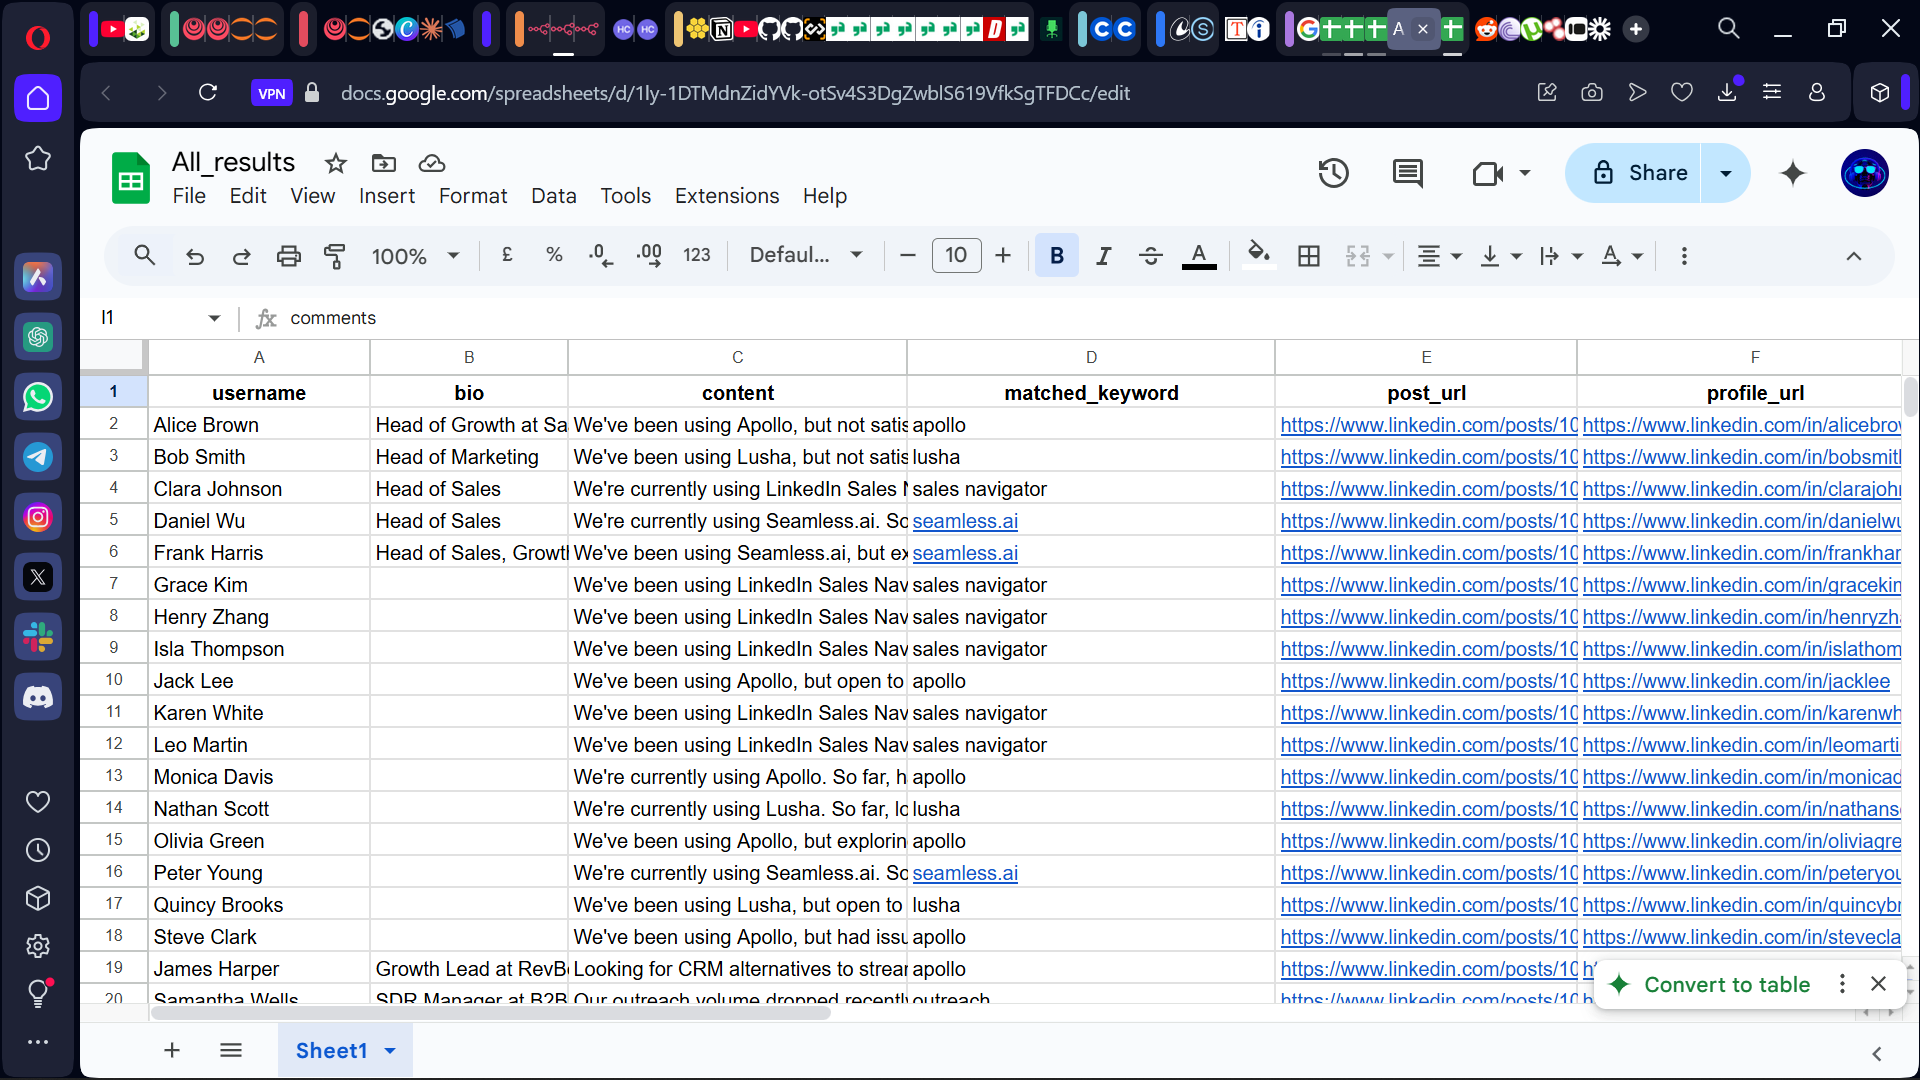 VPN docs.google.com/spreadsheets/d/1ly-1DTMdnZidYVk-otSv4S3DgZwblS619VfkSgTFDCc/edit
All_results
Share
File Edit View Insert Format Data Tools Extensions Help
100% £ % .0 .00 123 Defaul... 10 B I A A
I1 fx comments
A B C D E F
1 username bio content matched_keyword post_url profile_url
2 Alice Brown Head of Growth at Sa We've been using Apollo, but not satis apollo https://www.linkedin.com/posts/10 https://www.linkedin.com/in/alicebro
3 Bob Smith Head of Marketing We've been using Lusha, but not satis lusha https://www.linkedin.com/posts/10 https://www.linkedin.com/in/bobsmit
4 Clara Johnson Head of Sales We're currently using LinkedIn Sales sales navigator https://www.linkedin.com/posts/10 https://www.linkedin.com/in/clarajoh
5 Daniel Wu Head of Sales We're currently using Seamless.ai. So seamless.ai https://www.linkedin.com/posts/10 https://www.linkedin.com/in/danielw
6 Frank Harris Head of Sales, Growt We've been using Seamless.ai, but ex seamless.ai https://www.linkedin.com/posts/10 https://www.linkedin.com/in/frankhar
7 Grace Kim We've been using LinkedIn Sales Nav sales navigator https://www.linkedin.com/posts/10 https://www.linkedin.com/in/gracekin
8 Henry Zhang We've been using LinkedIn Sales Nav sales navigator https://www.linkedin.com/posts/10 https://www.linkedin.com/in/henryzh
9 Isla Thompson We've been using LinkedIn Sales Nav sales navigator https://www.linkedin.com/posts/10 https://www.linkedin.com/in/islathom
10 Jack Lee We've been using Apollo, but open to apollo https://www.linkedin.com/posts/10 https://www.linkedin.com/in/jacklee
11 Karen White We've been using LinkedIn Sales Nav sales navigator https://www.linkedin.com/posts/10 https://www.linkedin.com/in/karenwh
12 Leo Martin We've been using LinkedIn Sales Nav sales navigator https://www.linkedin.com/posts/10 https://www.linkedin.com/in/leomarti
13 Monica Davis We're currently using Apollo. So far, h apollo https://www.linkedin.com/posts/10 https://www.linkedin.com/in/monicad
14 Nathan Scott We're currently using Lusha. So far, lo lusha https://www.linkedin.com/posts/10 https://www.linkedin.com/in/nathans
15 Olivia Green We've been using Apollo, but explorin apollo https://www.linkedin.com/posts/10 https://www.linkedin.com/in/oliviagre
16 Peter Young We're currently using Seamless.ai. So seamless.ai https://www.linkedin.com/posts/10 https://www.linkedin.com/in/peteryou
17 Quincy Brooks We've been using Lusha, but open to lusha https://www.linkedin.com/posts/10 https://www.linkedin.com/in/quincybr
18 Steve Clark We've been using Apollo, but had issu apollo https://www.linkedin.com/posts/10 https://www.linkedin.com/in/stevecla
19 James Harper Growth Lead at RevB Looking for CRM alternatives to strear apollo https://www.linkedin.com/posts/10
20 Samantha Wells SDR Manager at B2B Our outreach volume dropped recently outreach https://www.linkedin.com/posts/10
Convert to table
Sheet1